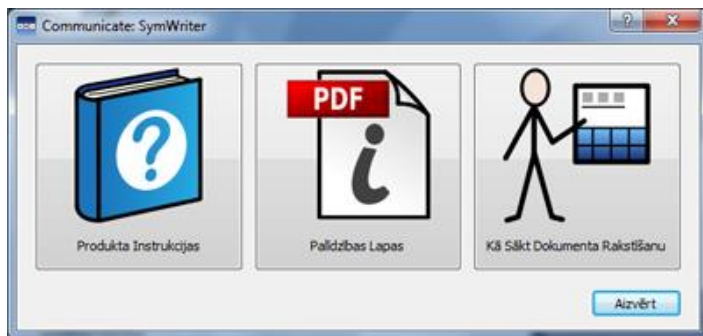 Communicate: SymWriter
PDF
Produkta Instrukcijas
Palīdzības Lapas
Kā Sākt Dokumenta Rakstīšanu
Aizvērt